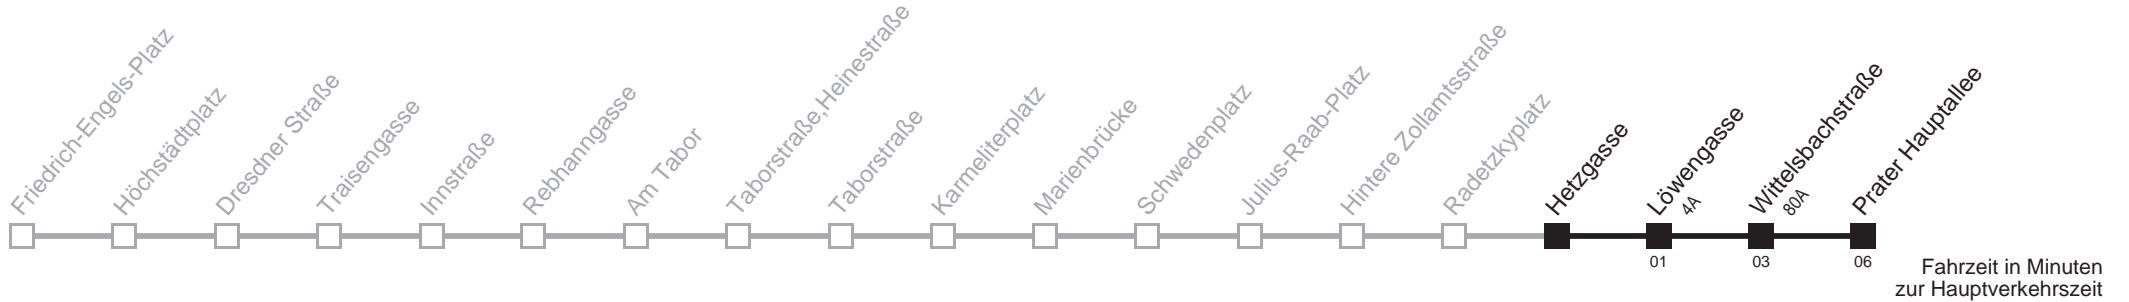 Friedrich-Engels-Platz
Höchstädtplatz
Dresdner Straße
Traisengasse
Innstraße
Rebhanngasse
Am Tabor
Taborstraße,Heinestraße
Taborstraße
Karmeliterplatz
Marienbrücke
Schwedenplatz
Julius-Raab-Platz
Hintere Zollamtsstraße
Radetzkyplatz
Hetzgasse
Löwengasse
4A
Wittelsbachstraße
80A
Prater Hauptallee
01
03
06
Fahrzeit in Minuten
zur Hauptverkehrszeit